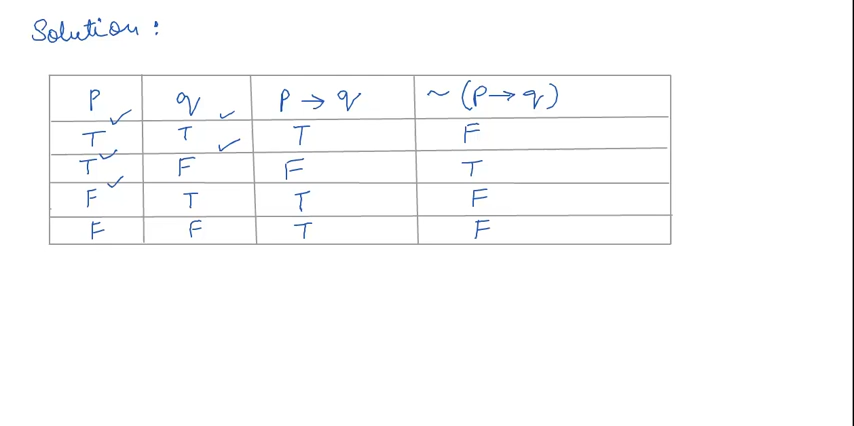 Solution :
P q P → q ~ (P → q)
T T T F
T F F T
F T T F
F F T F